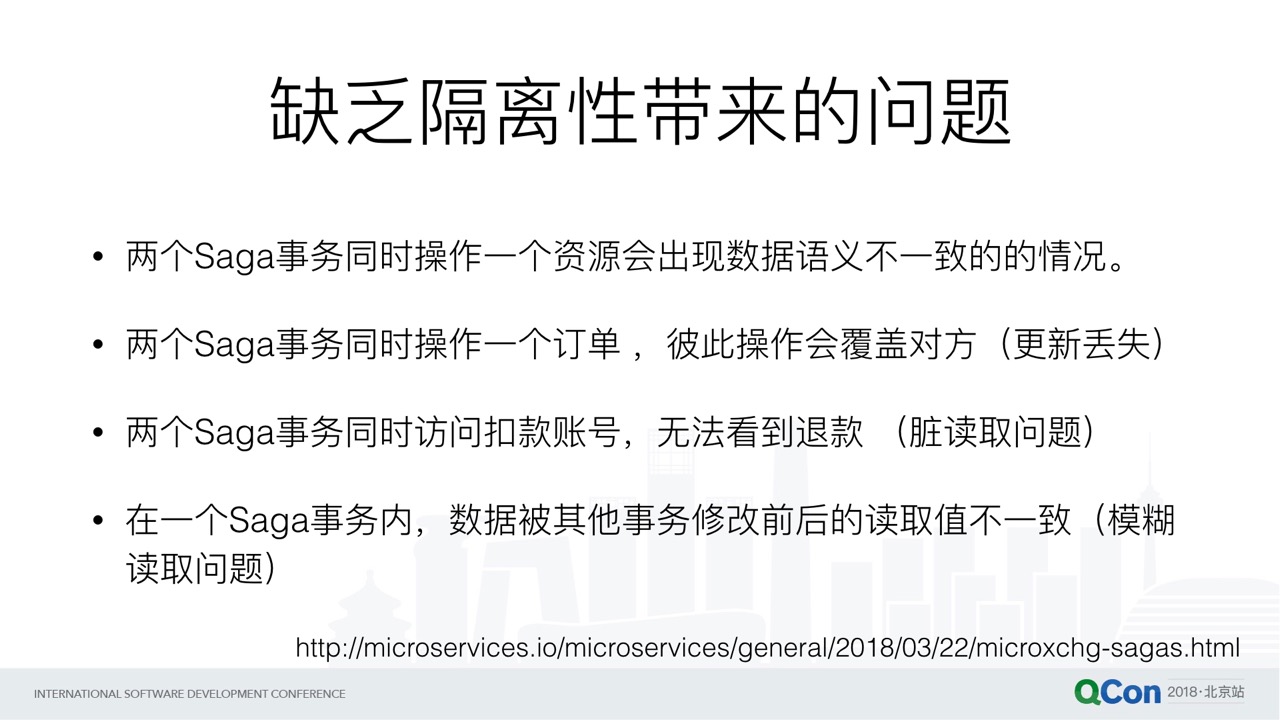 缺乏隔离性带来的问题
• 两个Saga事务同时操作一个资源会出现数据语义不一致的的情况。
• 两个Saga事务同时操作一个订单 ，彼此操作会覆盖对方（更新丢失）
• 两个Saga事务同时访问扣款账号，无法看到退款 （脏读取问题）
• 在一个Saga事务内，数据被其他事务修改前后的读取值不一致（模糊
读取问题）
http://microservices.io/microservices/general/2018/03/22/microxchg-sagas.html
INTERNATIONAL SOFTWARE DEVELOPMENT CONFERENCE
QCon 2018·北京站